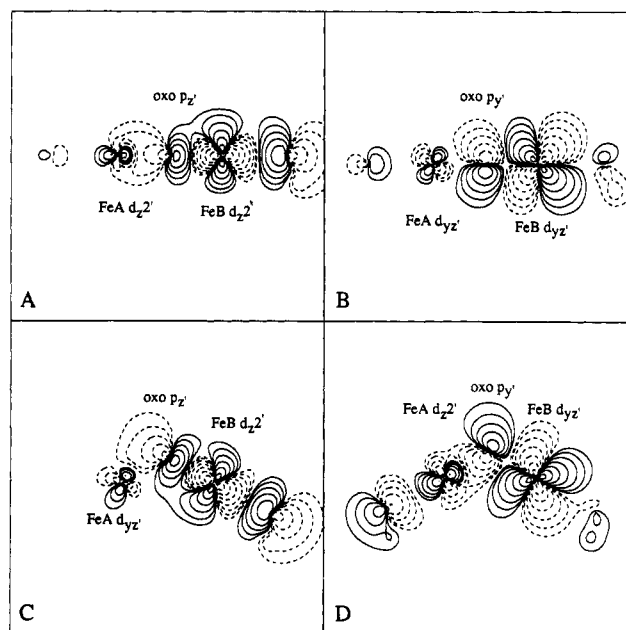 oxo p_z'
FeA d_z2'
FeB d_z2'
A
oxo p_y'
FeA d_yz'
FeB d_yz'
B
oxo p_z'
FeB d_z2'
FeA d_yz'
C
oxo p_y'
FeA d_z2'
FeB d_yz'
D